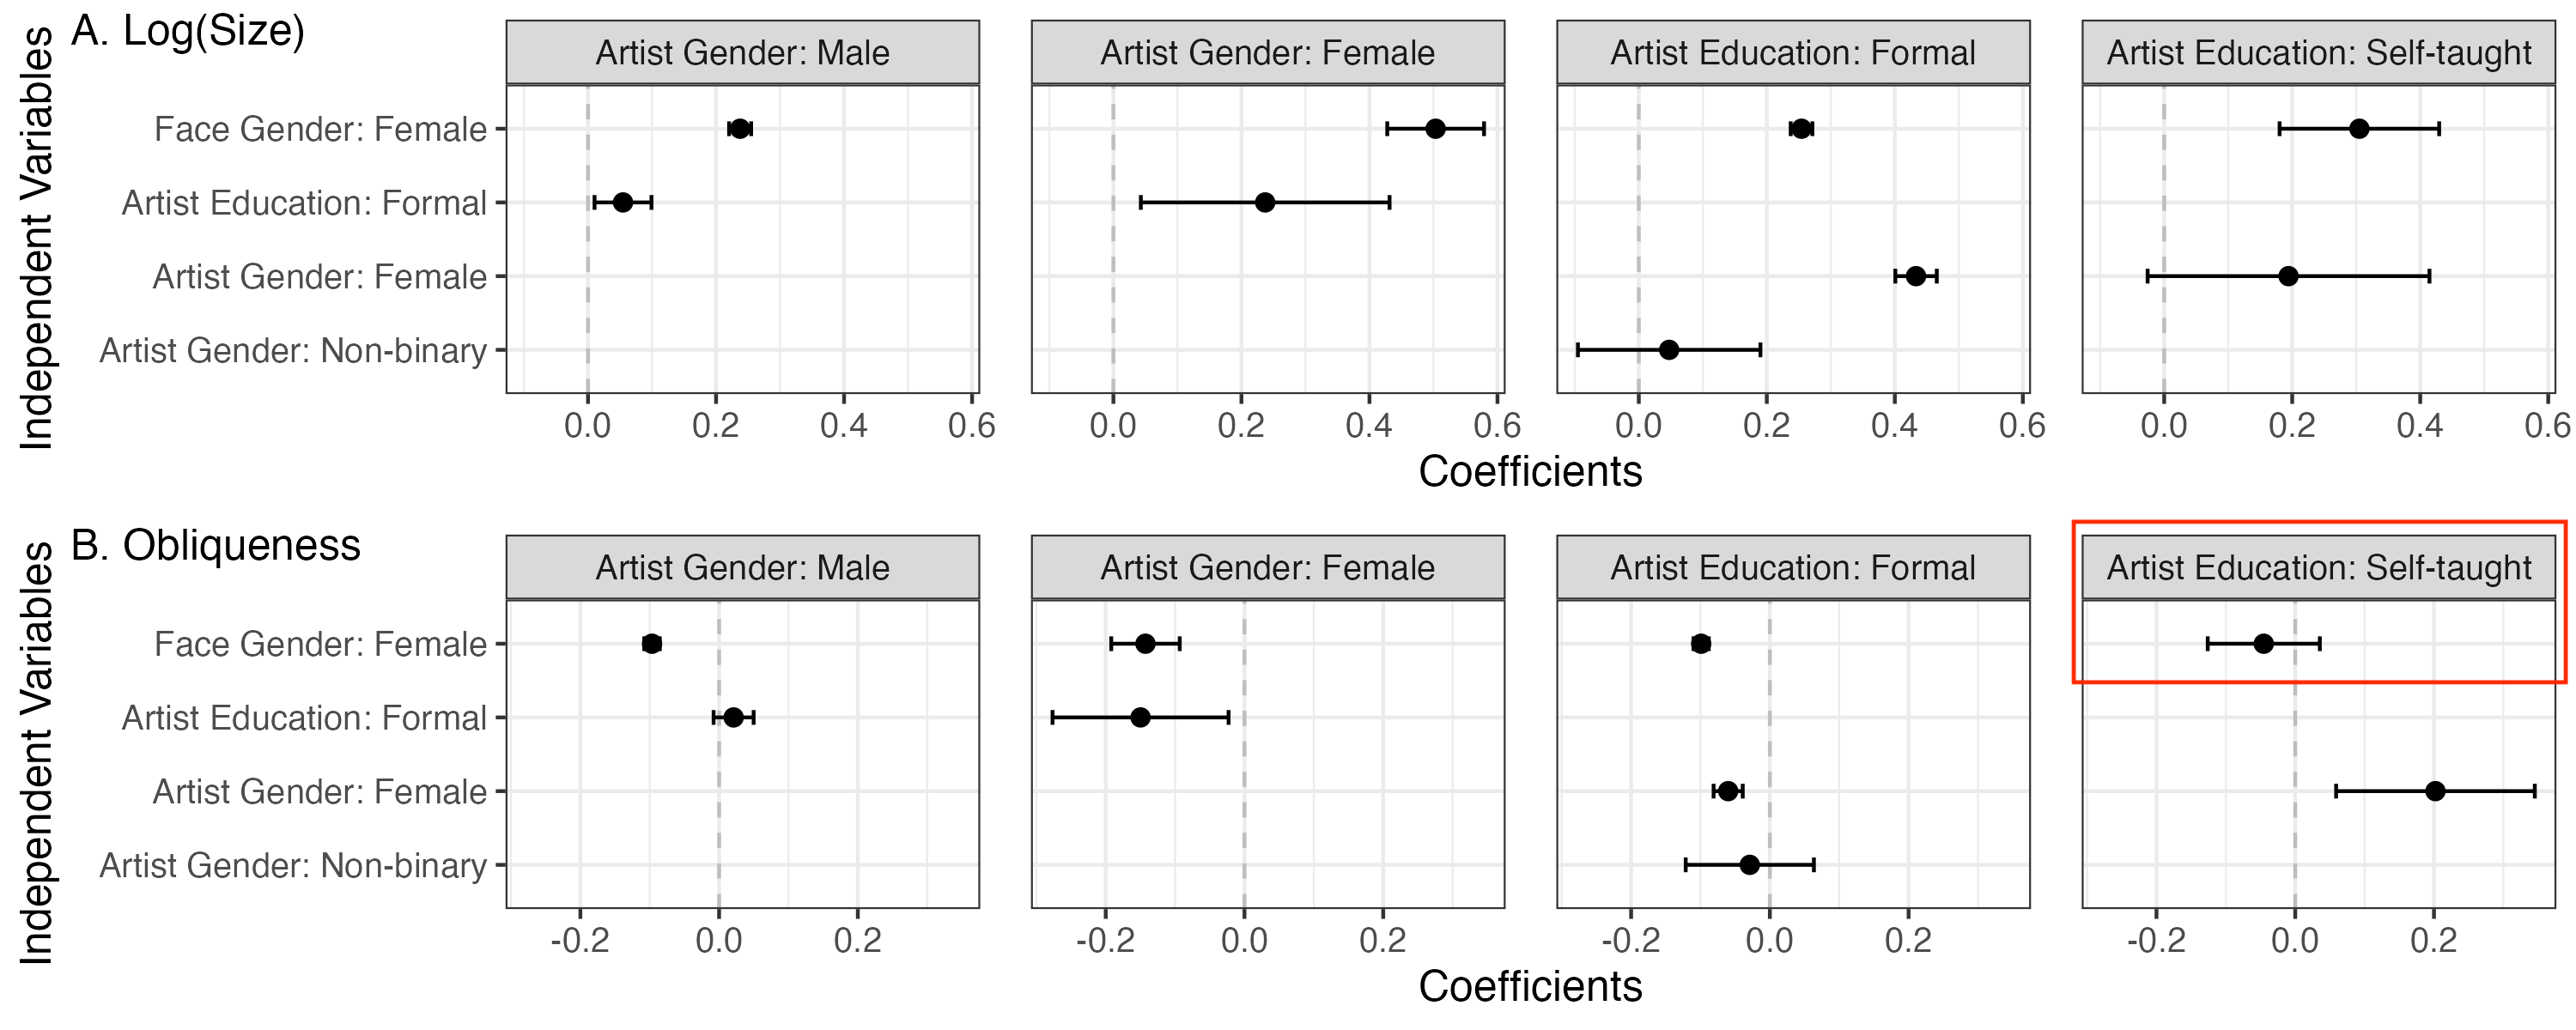 A. Log(Size)
Artist Gender: Male
Artist Gender: Female
Artist Education: Formal
Artist Education: Self-taught
Independent Variables
Face Gender: Female
Artist Education: Formal
Artist Gender: Female
Artist Gender: Non-binary
0.0 0.2 0.4 0.6
0.0 0.2 0.4 0.6
0.0 0.2 0.4 0.6
0.0 0.2 0.4 0.6
Coefficients
B. Obliqueness
Artist Gender: Male
Artist Gender: Female
Artist Education: Formal
Artist Education: Self-taught
Independent Variables
Face Gender: Female
Artist Education: Formal
Artist Gender: Female
Artist Gender: Non-binary
-0.2 0.0 0.2
-0.2 0.0 0.2
-0.2 0.0 0.2
-0.2 0.0 0.2
Coefficients